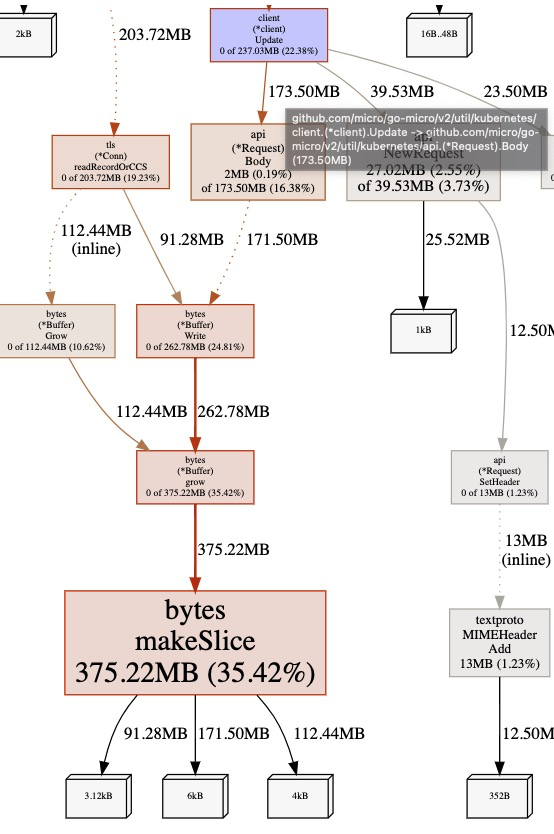 client
(*client)
Update
0 of 237.03MB (22.38%)
2kB
203.72MB
16B..48B
173.50MB
39.53MB
23.50MB
github.com/micro/go-micro/v2/util/kubernetes/
client.(*client).Update -> github.com/micro/go-
micro/v2/util/kubernetes/api.(*Request).Body
(173.50MB)
tls
(*Conn)
readRecordOrCCS
0 of 203.72MB (19.23%)
api
(*Request)
Body
2MB (0.19%)
of 173.50MB (16.38%)
api
NewRequest
27.02MB (2.55%)
of 39.53MB (3.73%)
112.44MB
(inline)
91.28MB
171.50MB
25.52MB
bytes
(*Buffer)
Grow
0 of 112.44MB (10.62%)
bytes
(*Buffer)
Write
0 of 262.78MB (24.81%)
1kB
12.50M
112.44MB
262.78MB
bytes
(*Buffer)
grow
0 of 375.22MB (35.42%)
api
(*Request)
SetHeader
0 of 13MB (1.23%)
375.22MB
13MB
(inline)
bytes
makeSlice
375.22MB (35.42%)
textproto
MIMEHeader
Add
13MB (1.23%)
91.28MB
171.50MB
112.44MB
12.50M
3.12kB
6kB
4kB
352B